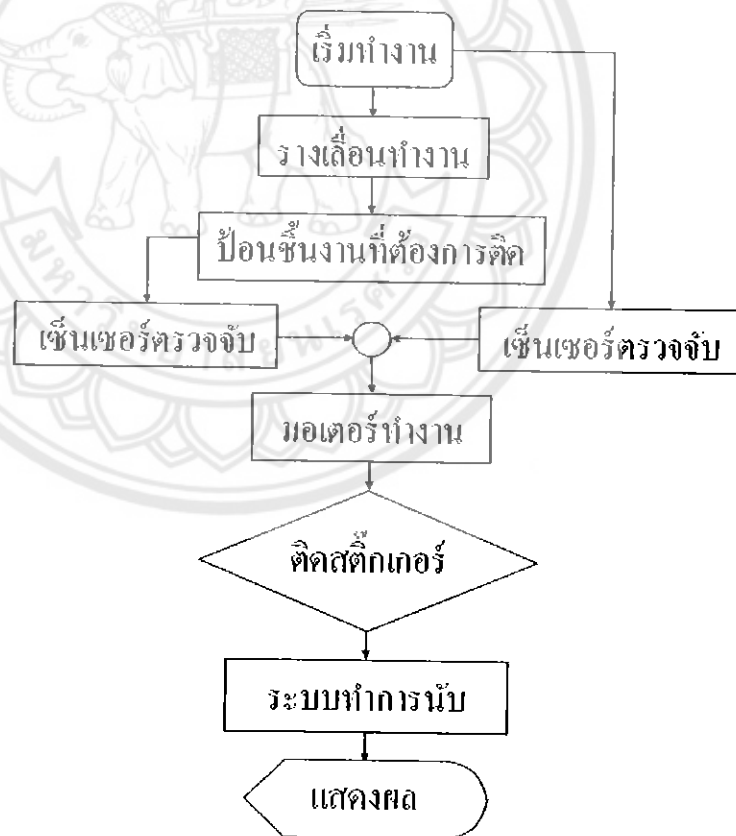 เริ่มทำงาน
รางเลื่อนทำงาน
ป้อนชิ้นงานที่ต้องการติด
เซ็นเซอร์ตรวจจับ
เซ็นเซอร์ตรวจจับ
มอเตอร์ทำงาน
ติดสติ๊กเกอร์
ระบบทำการนับ
แสดงผล